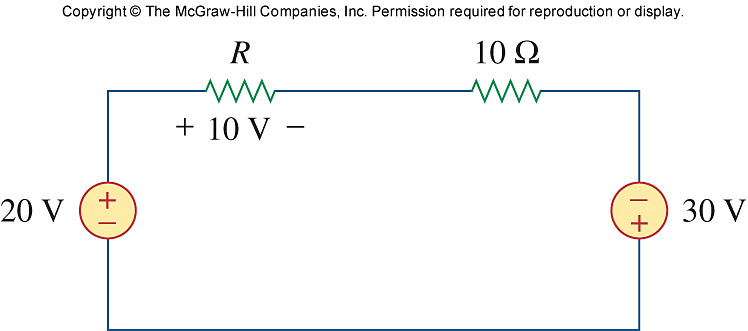 Copyright © The McGraw-Hill Companies, Inc. Permission required for reproduction or display.
R 10 Ω
+ 10 V −
20 V + − − + 30 V